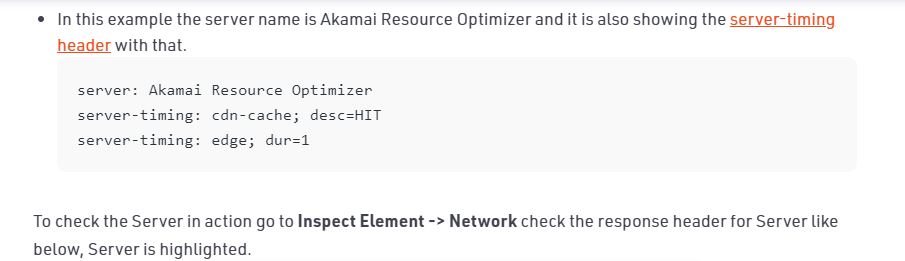 In this example the server name is Akamai Resource Optimizer and it is also showing the server-timing
header with that.
server: Akamai Resource Optimizer
server-timing: cdn-cache; desc=HIT
server-timing: edge; dur=1
To check the Server in action go to Inspect Element -> Network check the response header for Server like
below, Server is highlighted.